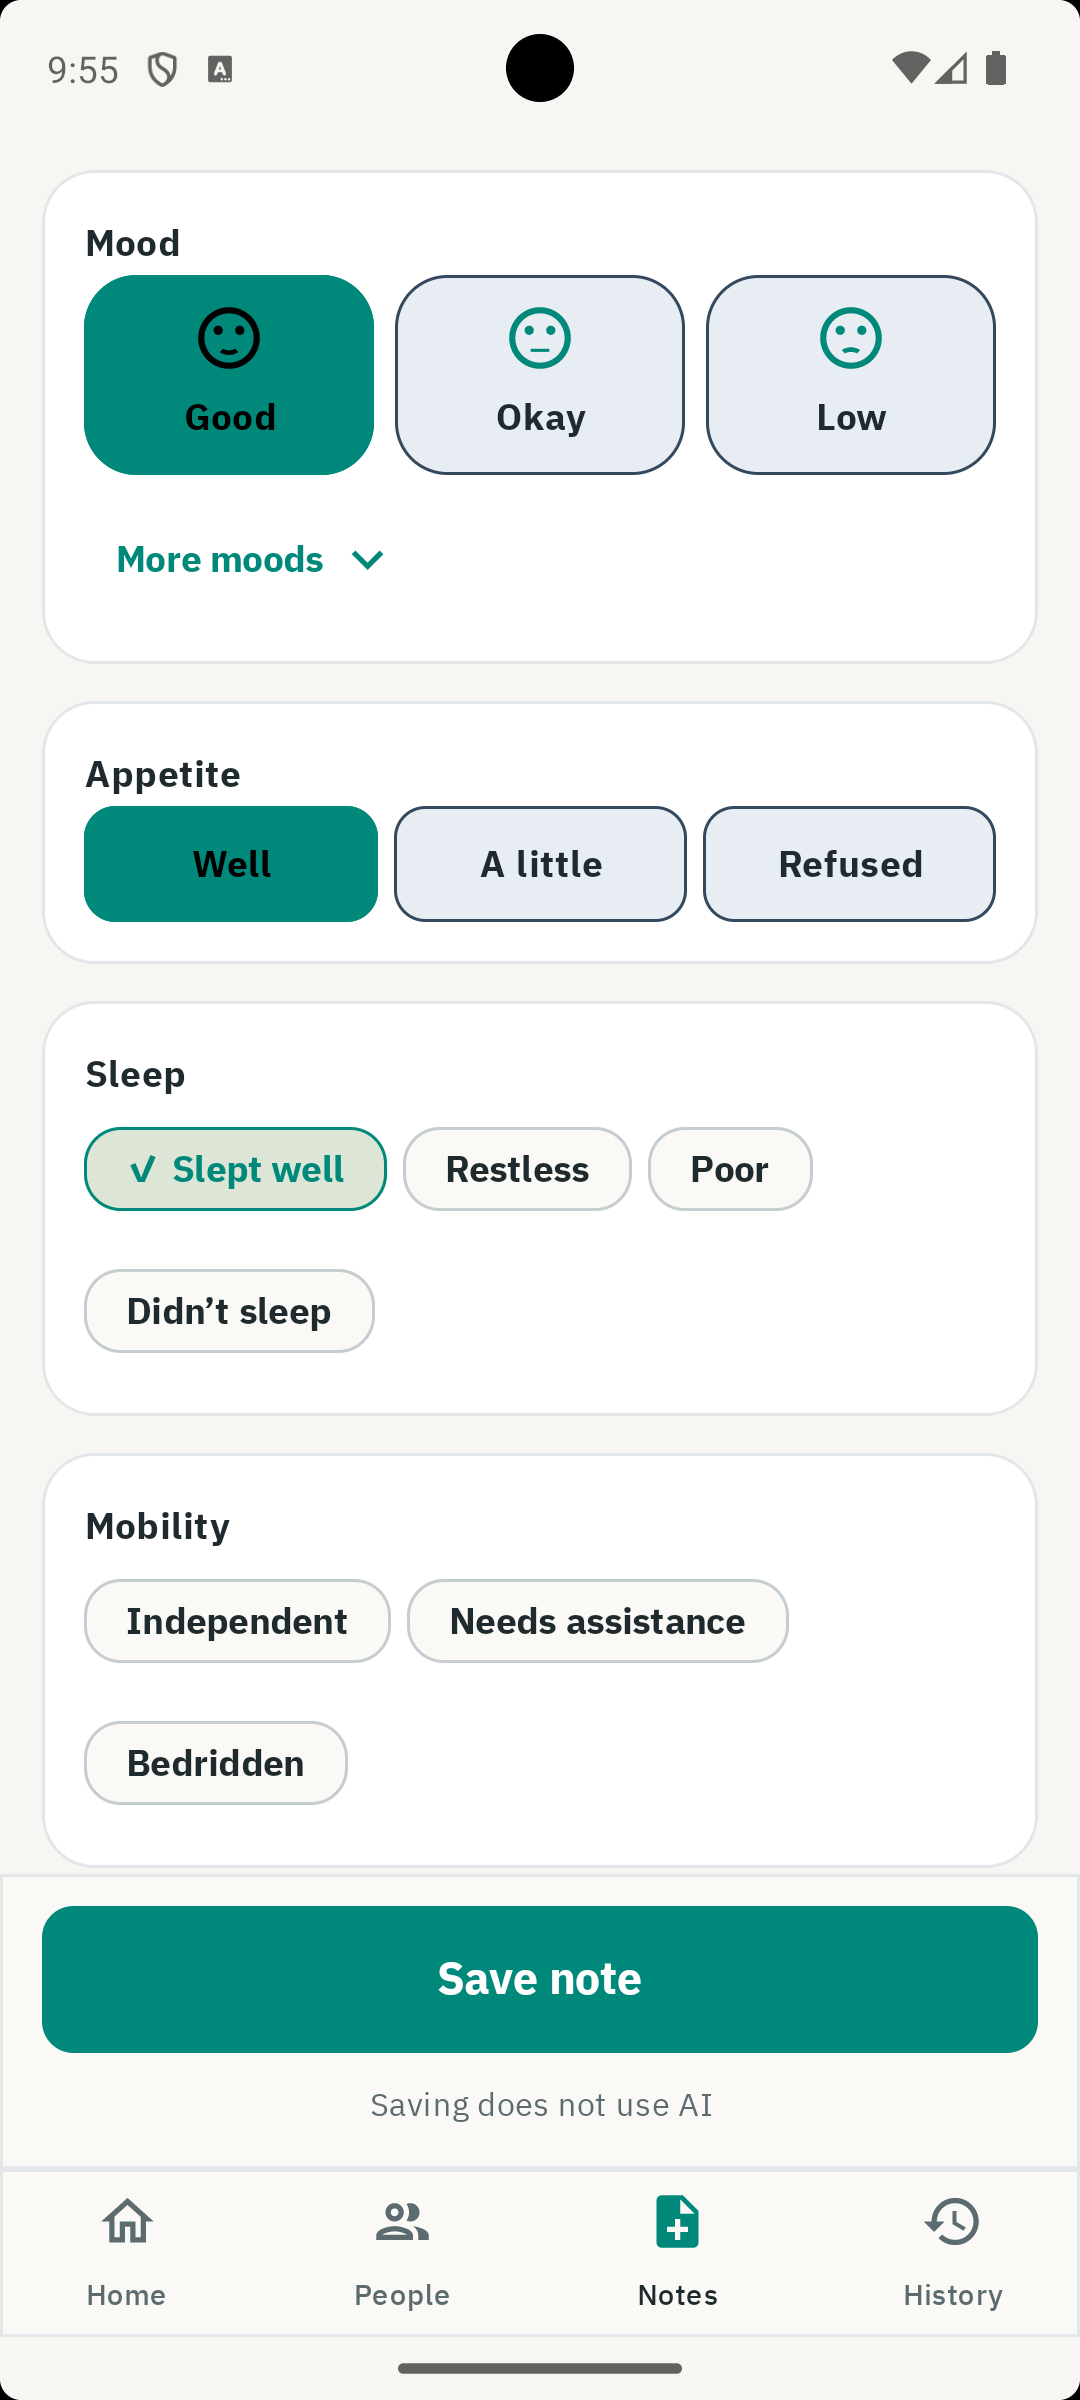 9:55
Mood
Good
Okay
Low
More moods
Appetite
Well
A little
Refused
Sleep
✓ Slept well
Restless
Poor
Didn’t sleep
Mobility
Independent
Needs assistance
Bedridden
Save note
Saving does not use AI
Home
People
Notes
History